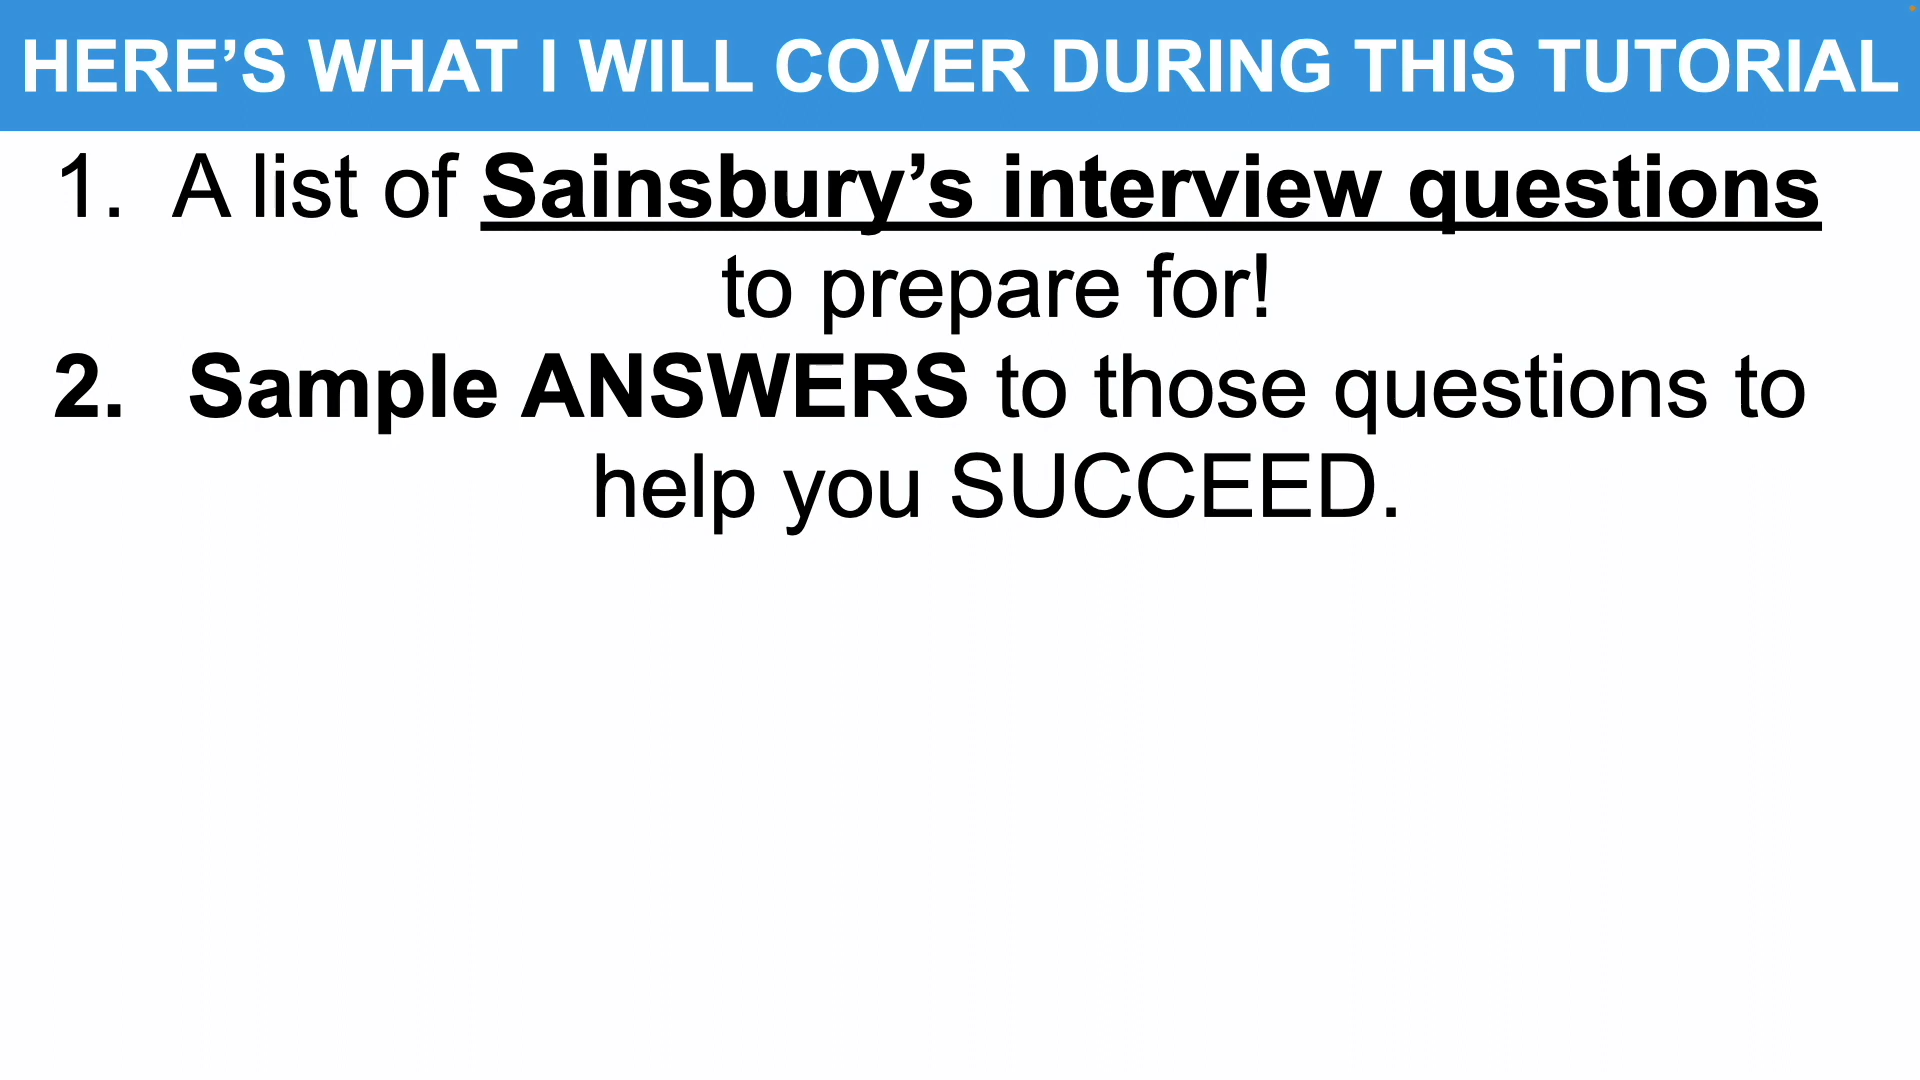 HERE’S WHAT I WILL COVER DURING THIS TUTORIAL
1. A list of Sainsbury’s interview questions
to prepare for!
2. Sample ANSWERS to those questions to
help you SUCCEED.